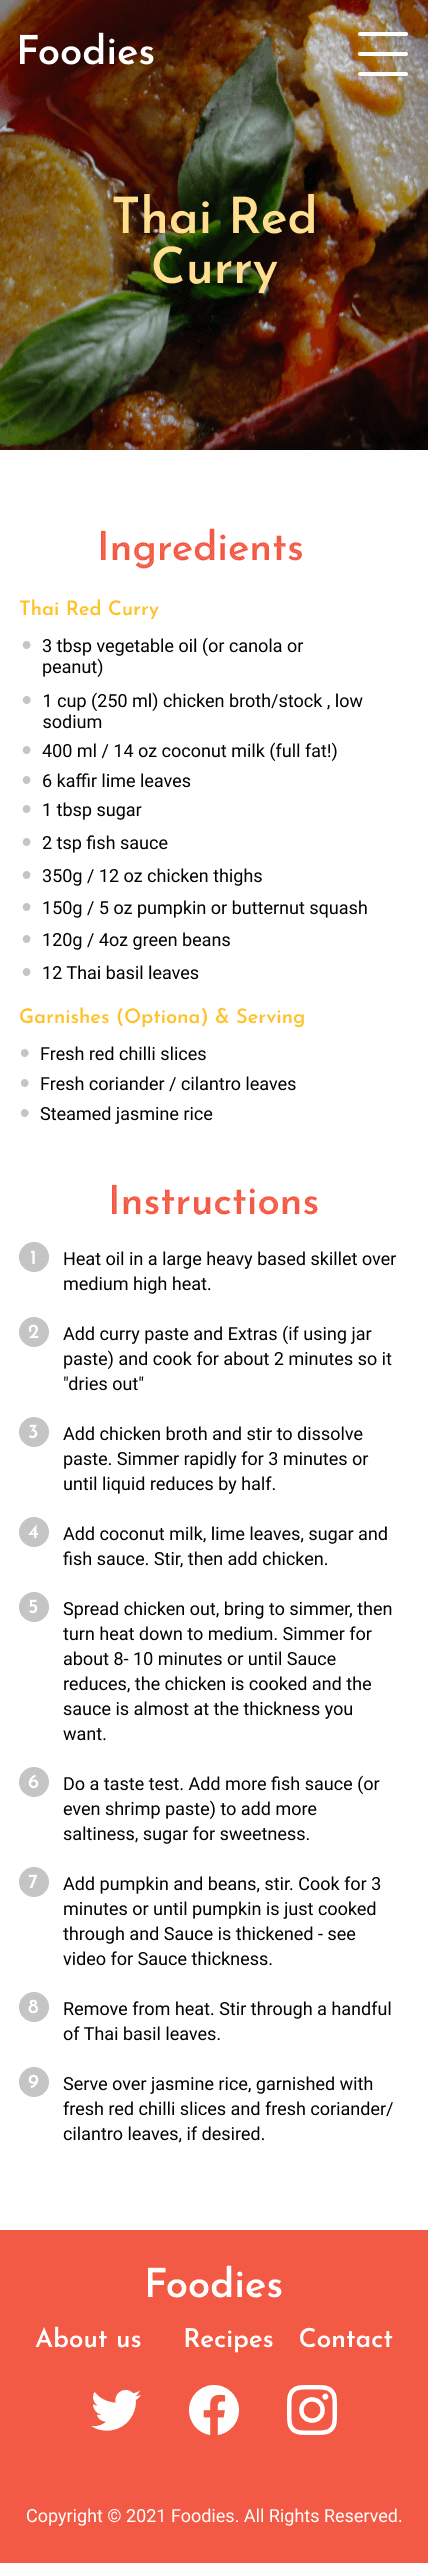 Foodies
Thai Red
Curry
Ingredients
Thai Red Curry
3 tbsp vegetable oil (or canola or
peanut)
1 cup (250 ml) chicken broth/stock , low
sodium
400 ml / 14 oz coconut milk (full fat!)
6 kaffir lime leaves
1 tbsp sugar
2 tsp fish sauce
350g / 12 oz chicken thighs
150g / 5 oz pumpkin or butternut squash
120g / 4oz green beans
12 Thai basil leaves
Garnishes (Optiona) & Serving
Fresh red chilli slices
Fresh coriander / cilantro leaves
Steamed jasmine rice
Instructions
1 Heat oil in a large heavy based skillet over
medium high heat.
2 Add curry paste and Extras (if using jar
paste) and cook for about 2 minutes so it
"dries out"
3 Add chicken broth and stir to dissolve
paste. Simmer rapidly for 3 minutes or
until liquid reduces by half.
4 Add coconut milk, lime leaves, sugar and
fish sauce. Stir, then add chicken.
5 Spread chicken out, bring to simmer, then
turn heat down to medium. Simmer for
about 8- 10 minutes or until Sauce
reduces, the chicken is cooked and the
sauce is almost at the thickness you
want.
6 Do a taste test. Add more fish sauce (or
even shrimp paste) to add more
saltiness, sugar for sweetness.
7 Add pumpkin and beans, stir. Cook for 3
minutes or until pumpkin is just cooked
through and Sauce is thickened - see
video for Sauce thickness.
8 Remove from heat. Stir through a handful
of Thai basil leaves.
9 Serve over jasmine rice, garnished with
fresh red chilli slices and fresh coriander/
cilantro leaves, if desired.
Foodies
About us Recipes Contact
Copyright © 2021 Foodies. All Rights Reserved.